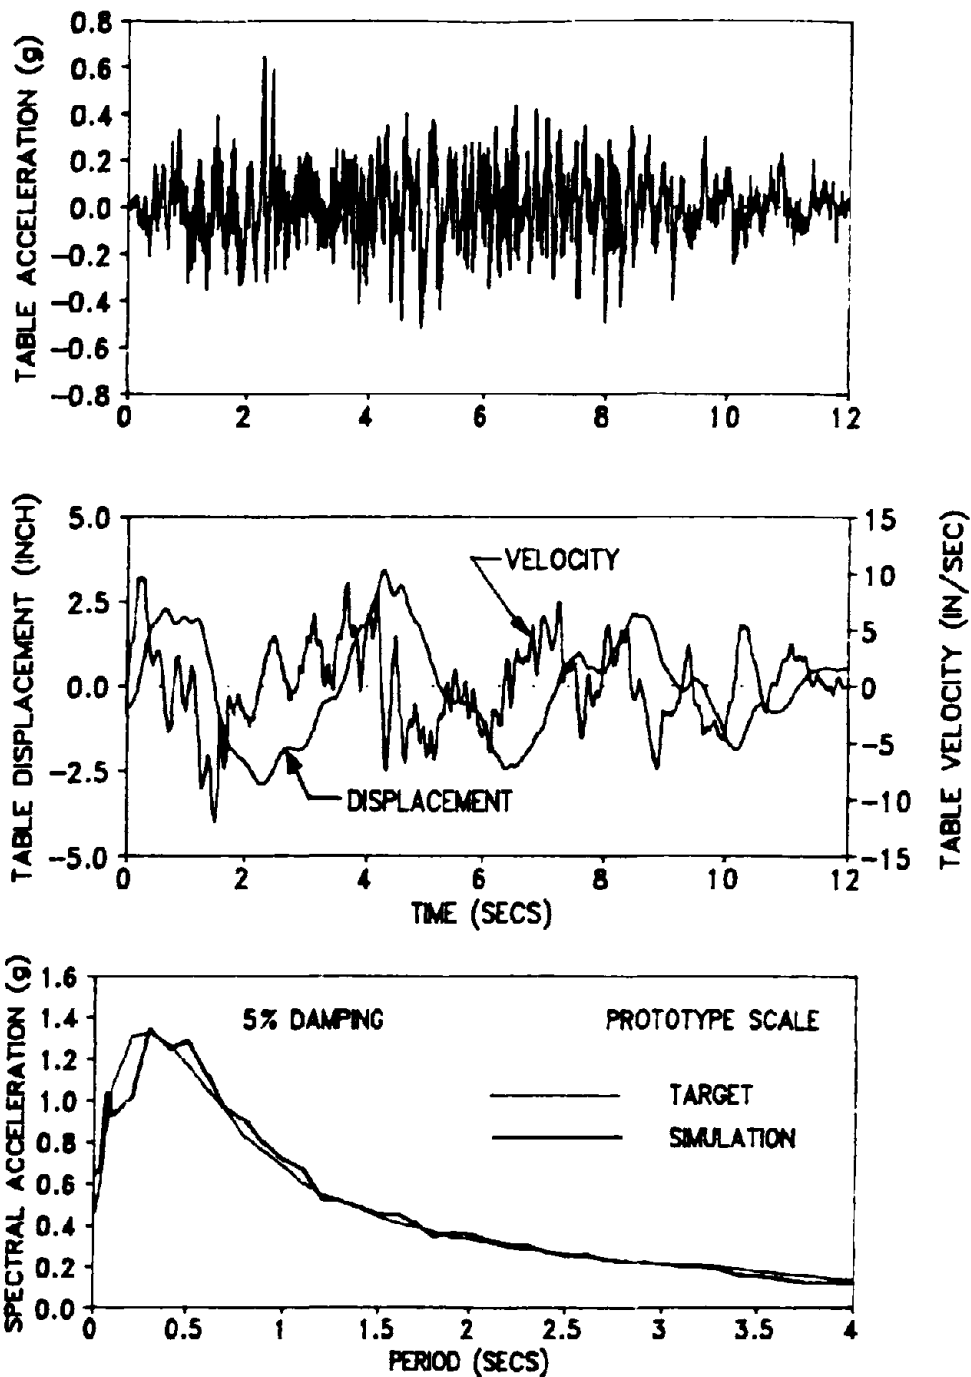 TABLE ACCELERATION (g)
0.8
0.6
0.4
0.2
0.0
-0.2
-0.4
-0.6
-0.8
0 2 4 6 8 10 12
TABLE DISPLACEMENT (INCH)
5.0
2.5
0.0
-2.5
-5.0
VELOCITY
DISPLACEMENT
15
10
5
0
-5
-10
-15
TABLE VELOCITY (IN/SEC)
0 2 4 6 8 10 12
TIME (SECS)
SPECTRAL ACCELERATION (g)
1.6
1.4
1.2
1.0
0.8
0.6
0.4
0.2
0.0
5% DAMPING
PROTOTYPE SCALE
TARGET
SIMULATION
0 0.5 1 1.5 2 2.5 3 3.5 4
PERIOD (SECS)